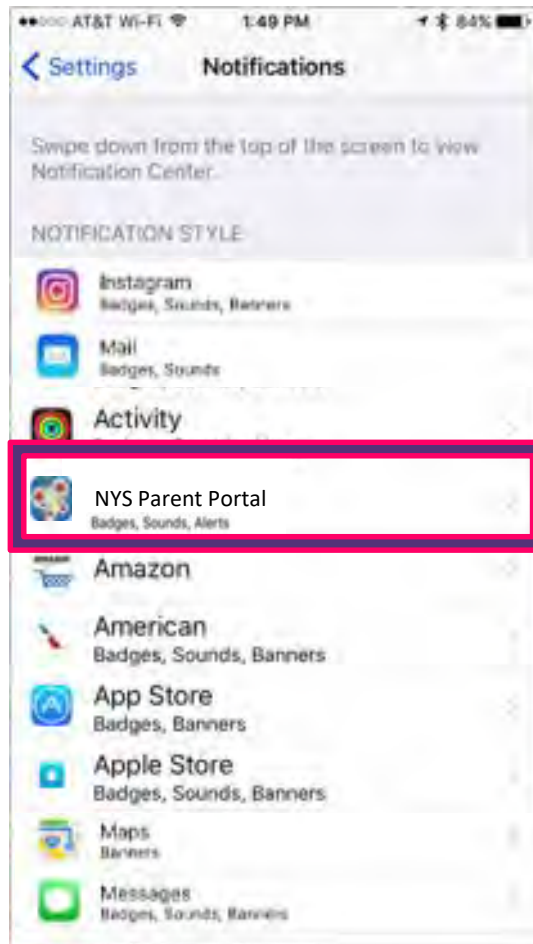 AT&T Wi-Fi 1:49 PM 84%
Settings Notifications
Swipe down from the top of the screen to view
Notification Center.
NOTIFICATION STYLE
Instagram
Badges, Sounds, Banners
Mail
Badges, Sounds
Activity
NYS Parent Portal
Badges, Sounds, Alerts
Amazon
American
Badges, Sounds, Banners
App Store
Badges, Banners
Apple Store
Badges, Sounds, Banners
Maps
Banners
Messages
Badges, Sounds, Banners